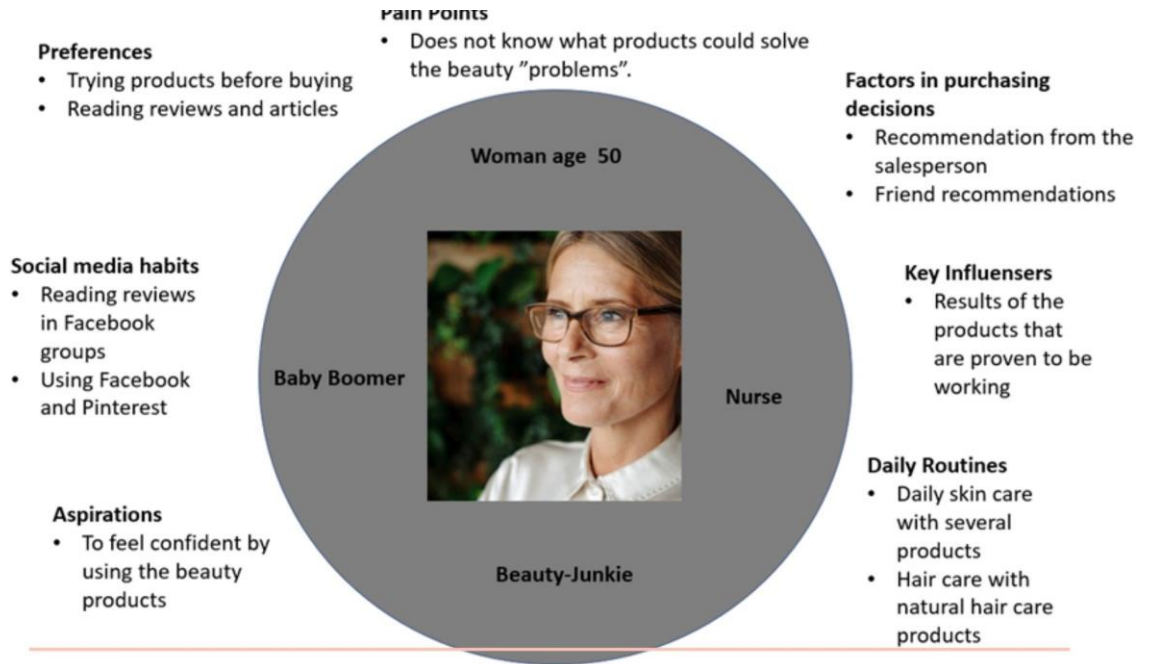 Pain Points
• Does not know what products could solve
the beauty ”problems”.
Preferences
• Trying products before buying
• Reading reviews and articles
Factors in purchasing
decisions
• Recommendation from the
salesperson
• Friend recommendations
Woman age 50
Social media habits
• Reading reviews
in Facebook
groups
• Using Facebook
and Pinterest
Baby Boomer
Nurse
Key Influensers
• Results of the
products that
are proven to be
working
Aspirations
• To feel confident by
using the beauty
products
Beauty-Junkie
Daily Routines
• Daily skin care
with several
products
• Hair care with
natural hair care
products